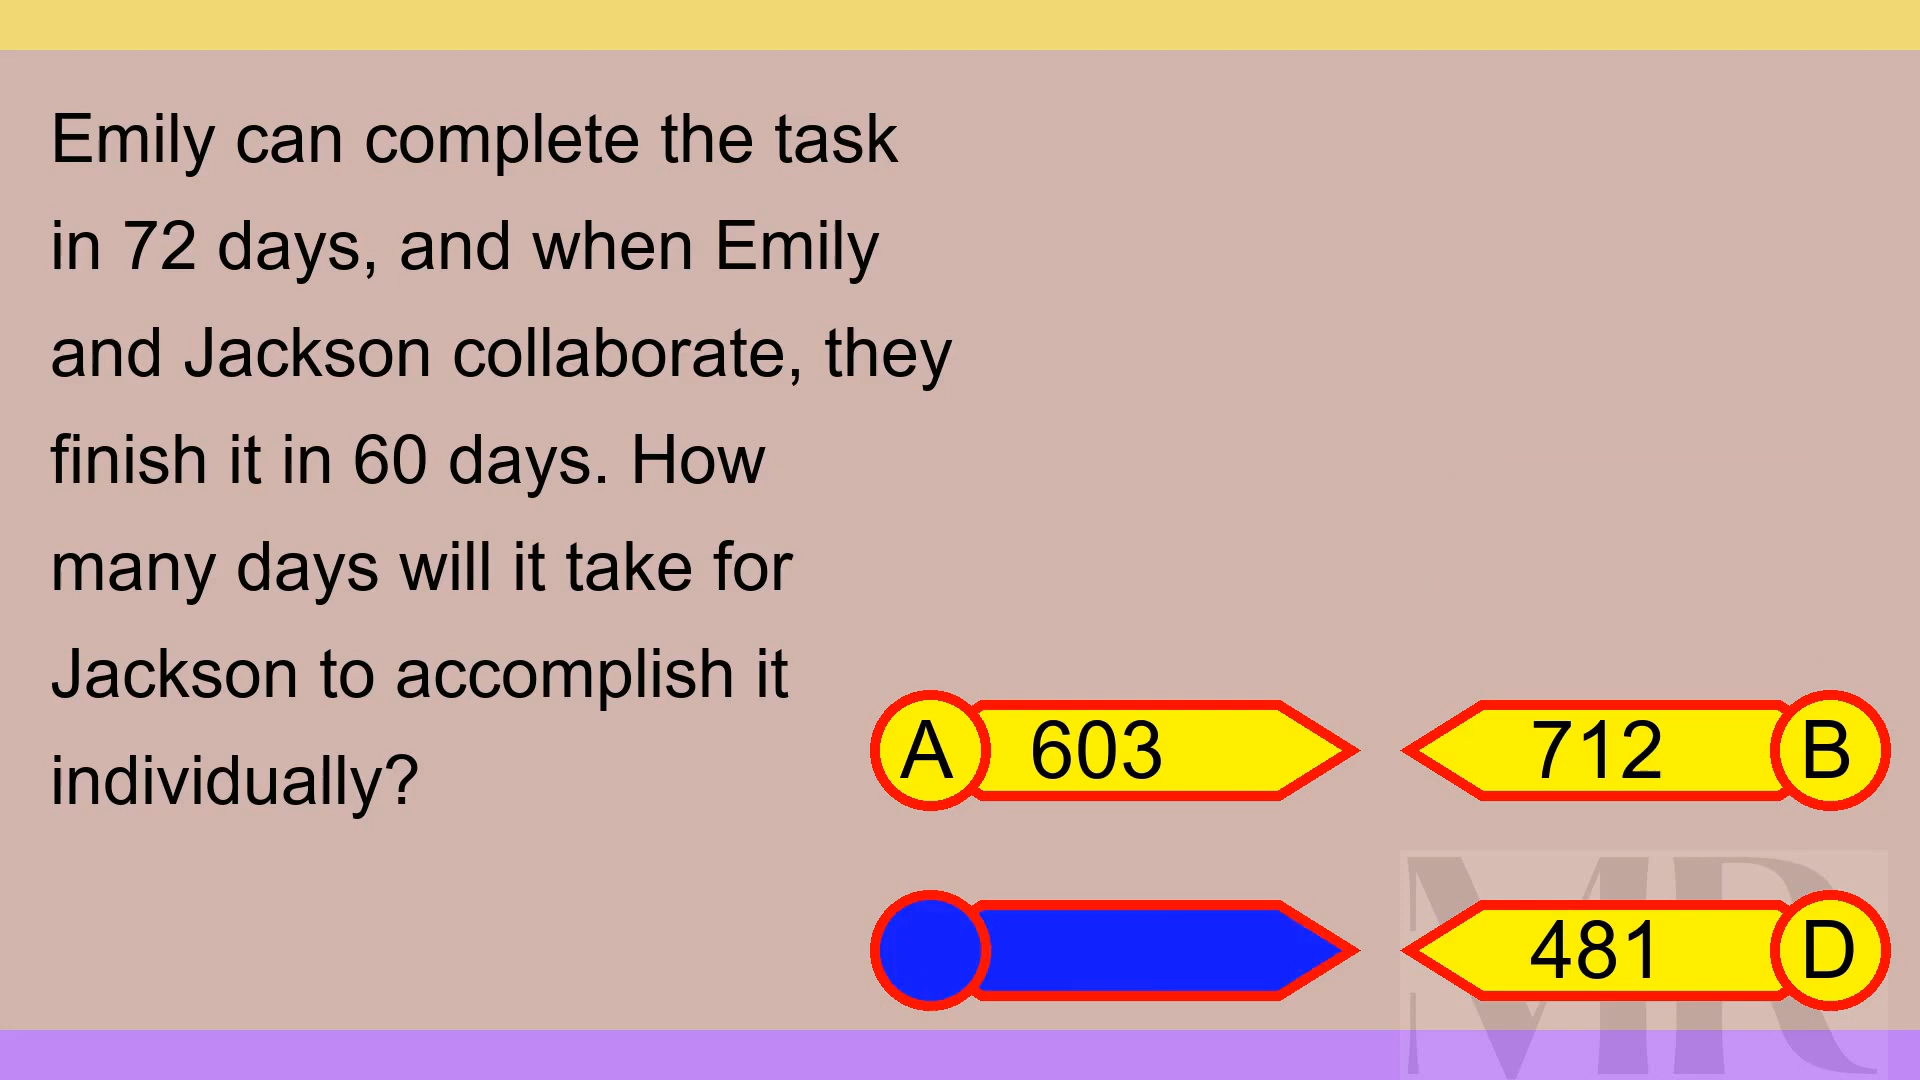 Emily can complete the task
in 72 days, and when Emily
and Jackson collaborate, they
finish it in 60 days. How
many days will it take for
Jackson to accomplish it
individually?
A 603
712 B
481 D
MR